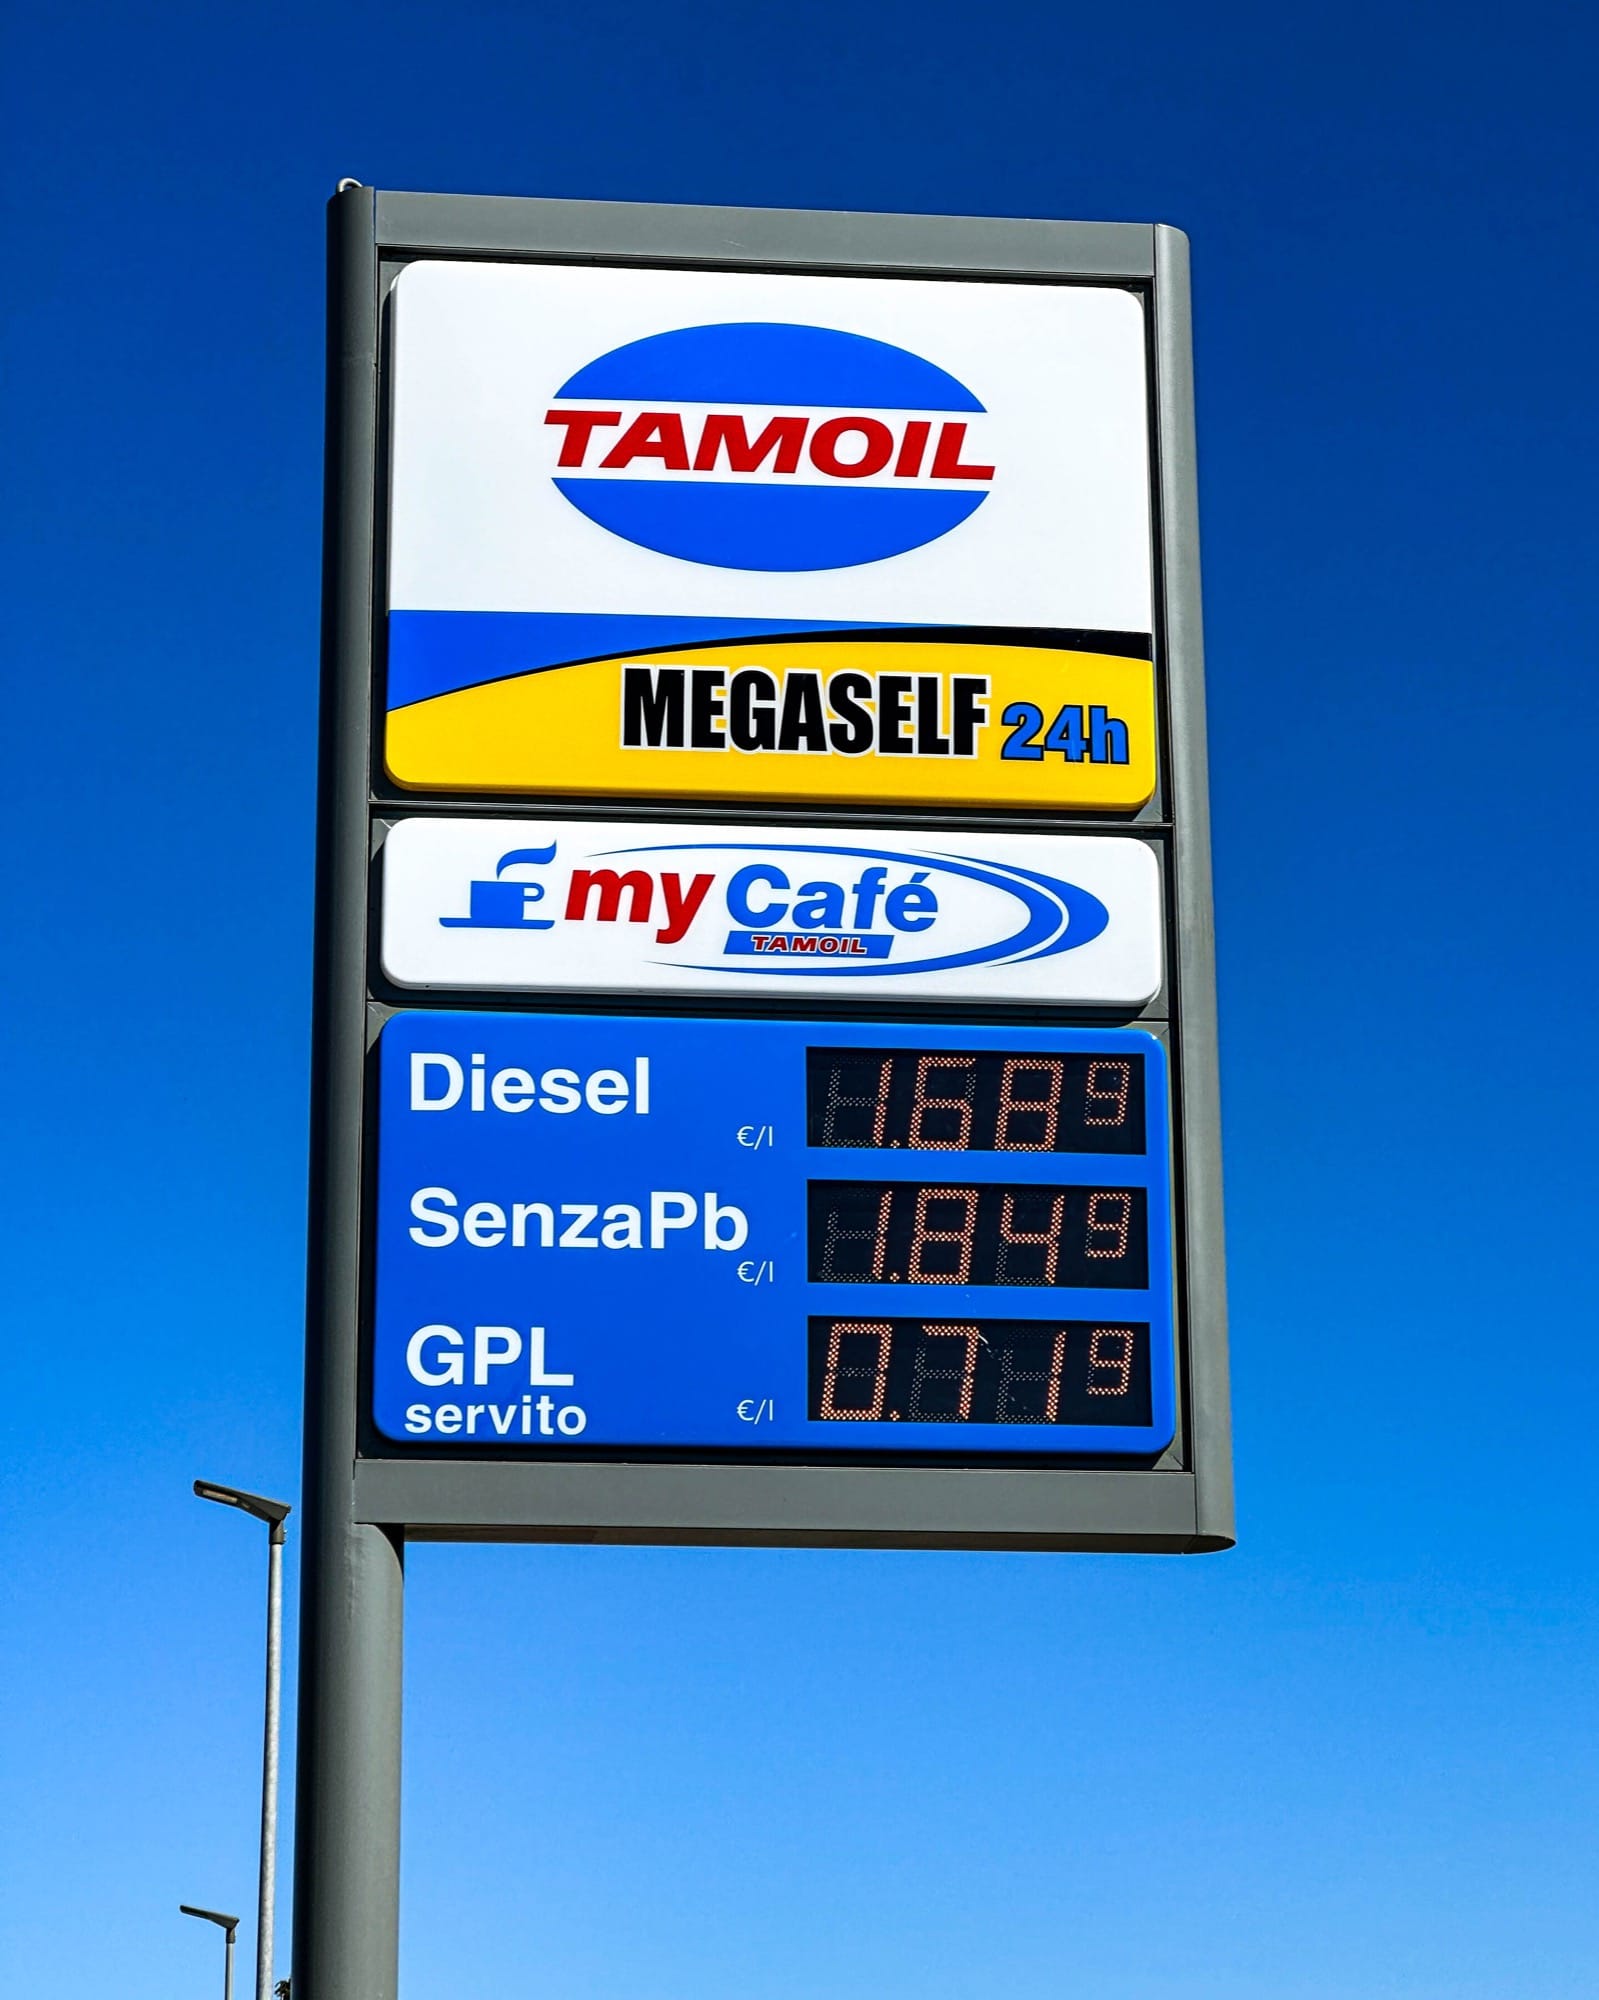 TAMOIL
MEGASELF 24h
my Café
TAMOIL
Diesel €/l 1.689
SenzaPb €/l 1.849
GPL
servito €/l 0.719